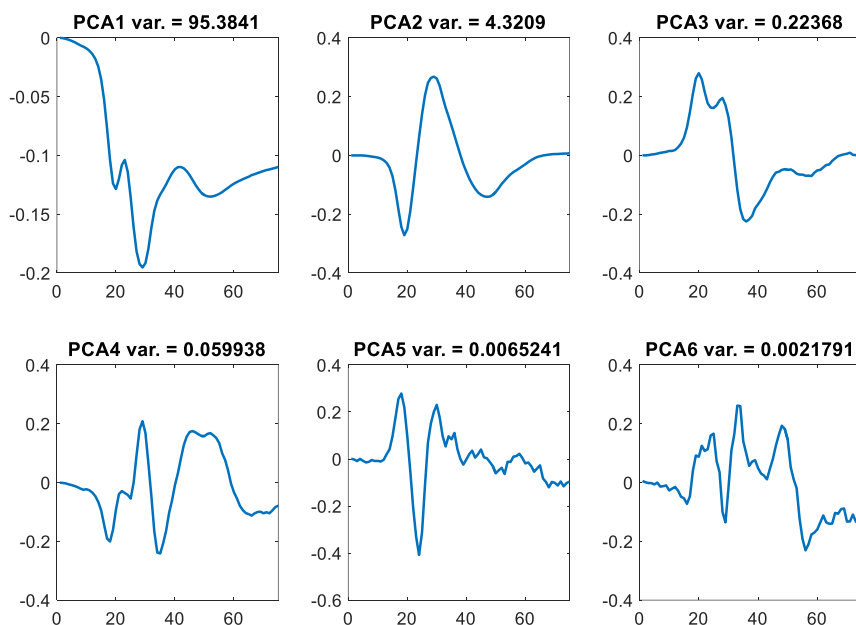 PCA1 var. = 95.3841
PCA2 var. = 4.3209
PCA3 var. = 0.22368
0
-0.05
-0.1
-0.15
-0.2
0 20 40 60
0.4
0.2
0
-0.2
-0.4
0 20 40 60
0.4
0.2
0
-0.2
-0.4
0 20 40 60
PCA4 var. = 0.059938
PCA5 var. = 0.0065241
PCA6 var. = 0.0021791
0.4
0.2
0
-0.2
-0.4
0 20 40 60
0.4
0.2
0
-0.2
-0.4
-0.6
0 20 40 60
0.4
0.2
0
-0.2
-0.4
0 20 40 60